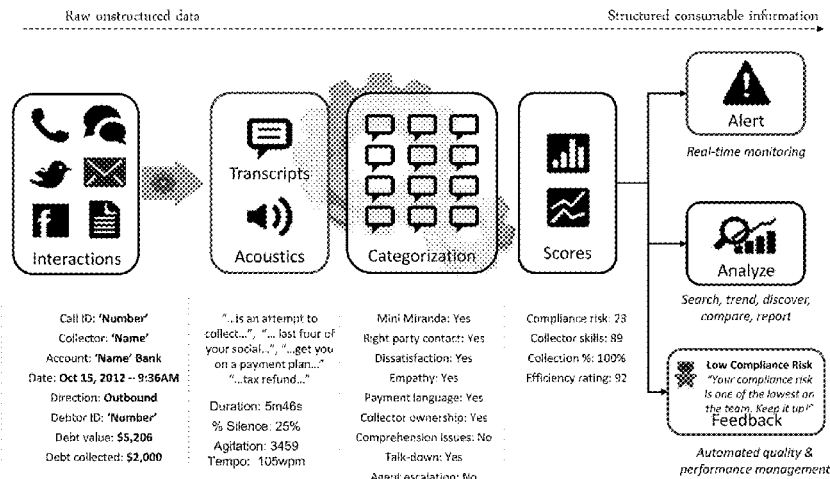 Raw unstructured data
Structured consumable information
Interactions
Transcripts
Acoustics
Categorization
Scores
Alert
Real-time monitoring
Analyze
Search, trend, discover,
compare, report
Low Compliance Risk
"Your compliance risk
is one of the lowest on
the team. Keep it up!"
Feedback
Automated quality &
performance management
Call ID: 'Number'
Collector: 'Name'
Account: 'Name' Bank
Date: Oct 15, 2012 -- 9:36AM
Direction: Outbound
Debtor ID: 'Number'
Debt value: $5,206
Debt collected: $2,000
"...is an attempt to
collect...", "... last four of
your social...", "...get you
on a payment plan..."
"...tax refund..."
Duration: 5m46s
% Silence: 25%
Agitation: 3459
Tempo: 105wpm
Mini Miranda: Yes
Right party contact: Yes
Dissatisfaction: Yes
Empathy: Yes
Payment language: Yes
Collector ownership: Yes
Comprehension Issues: No
Talk-down: Yes
Agent escalation: No
Compliance risk: 23
Collector skills: 89
Collection %: 100%
Efficiency rating: 92